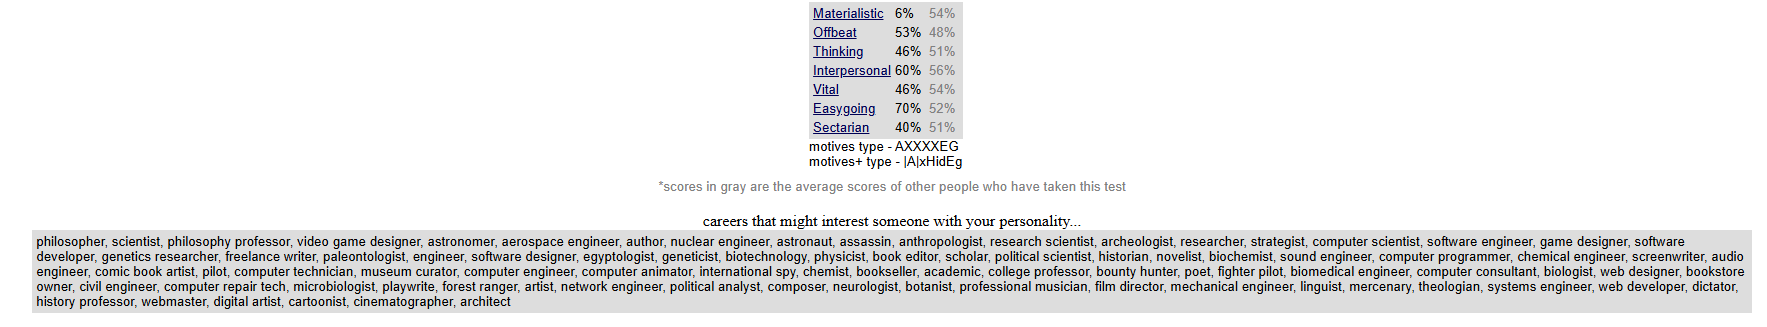 Materialistic 6% 54%
Offbeat 53% 48%
Thinking 46% 51%
Interpersonal 60% 56%
Vital 46% 54%
Easygoing 70% 52%
Sectarian 40% 51%
motives type - AXXXXEG
motives+ type - |A|xHidEg
*scores in gray are the average scores of other people who have taken this test
careers that might interest someone with your personality...
philosopher, scientist, philosophy professor, video game designer, astronomer, aerospace engineer, author, nuclear engineer, astronaut, assassin, anthropologist, research scientist, archeologist, researcher, strategist, computer scientist, software engineer, game designer, software
developer, genetics researcher, freelance writer, paleontologist, engineer, software designer, egyptologist, geneticist, biotechnology, physicist, book editor, scholar, political scientist, historian, novelist, biochemist, sound engineer, computer programmer, chemical engineer, screenwriter, audio
engineer, comic book artist, pilot, computer technician, museum curator, computer engineer, computer animator, international spy, chemist, bookseller, academic, college professor, bounty hunter, poet, fighter pilot, biomedical engineer, computer consultant, biologist, web designer, bookstore
owner, civil engineer, computer repair tech, microbiologist, playwrite, forest ranger, artist, network engineer, political analyst, composer, neurologist, botanist, professional musician, film director, mechanical engineer, linguist, mercenary, theologian, systems engineer, web developer, dictator,
history professor, webmaster, digital artist, cartoonist, cinematographer, architect